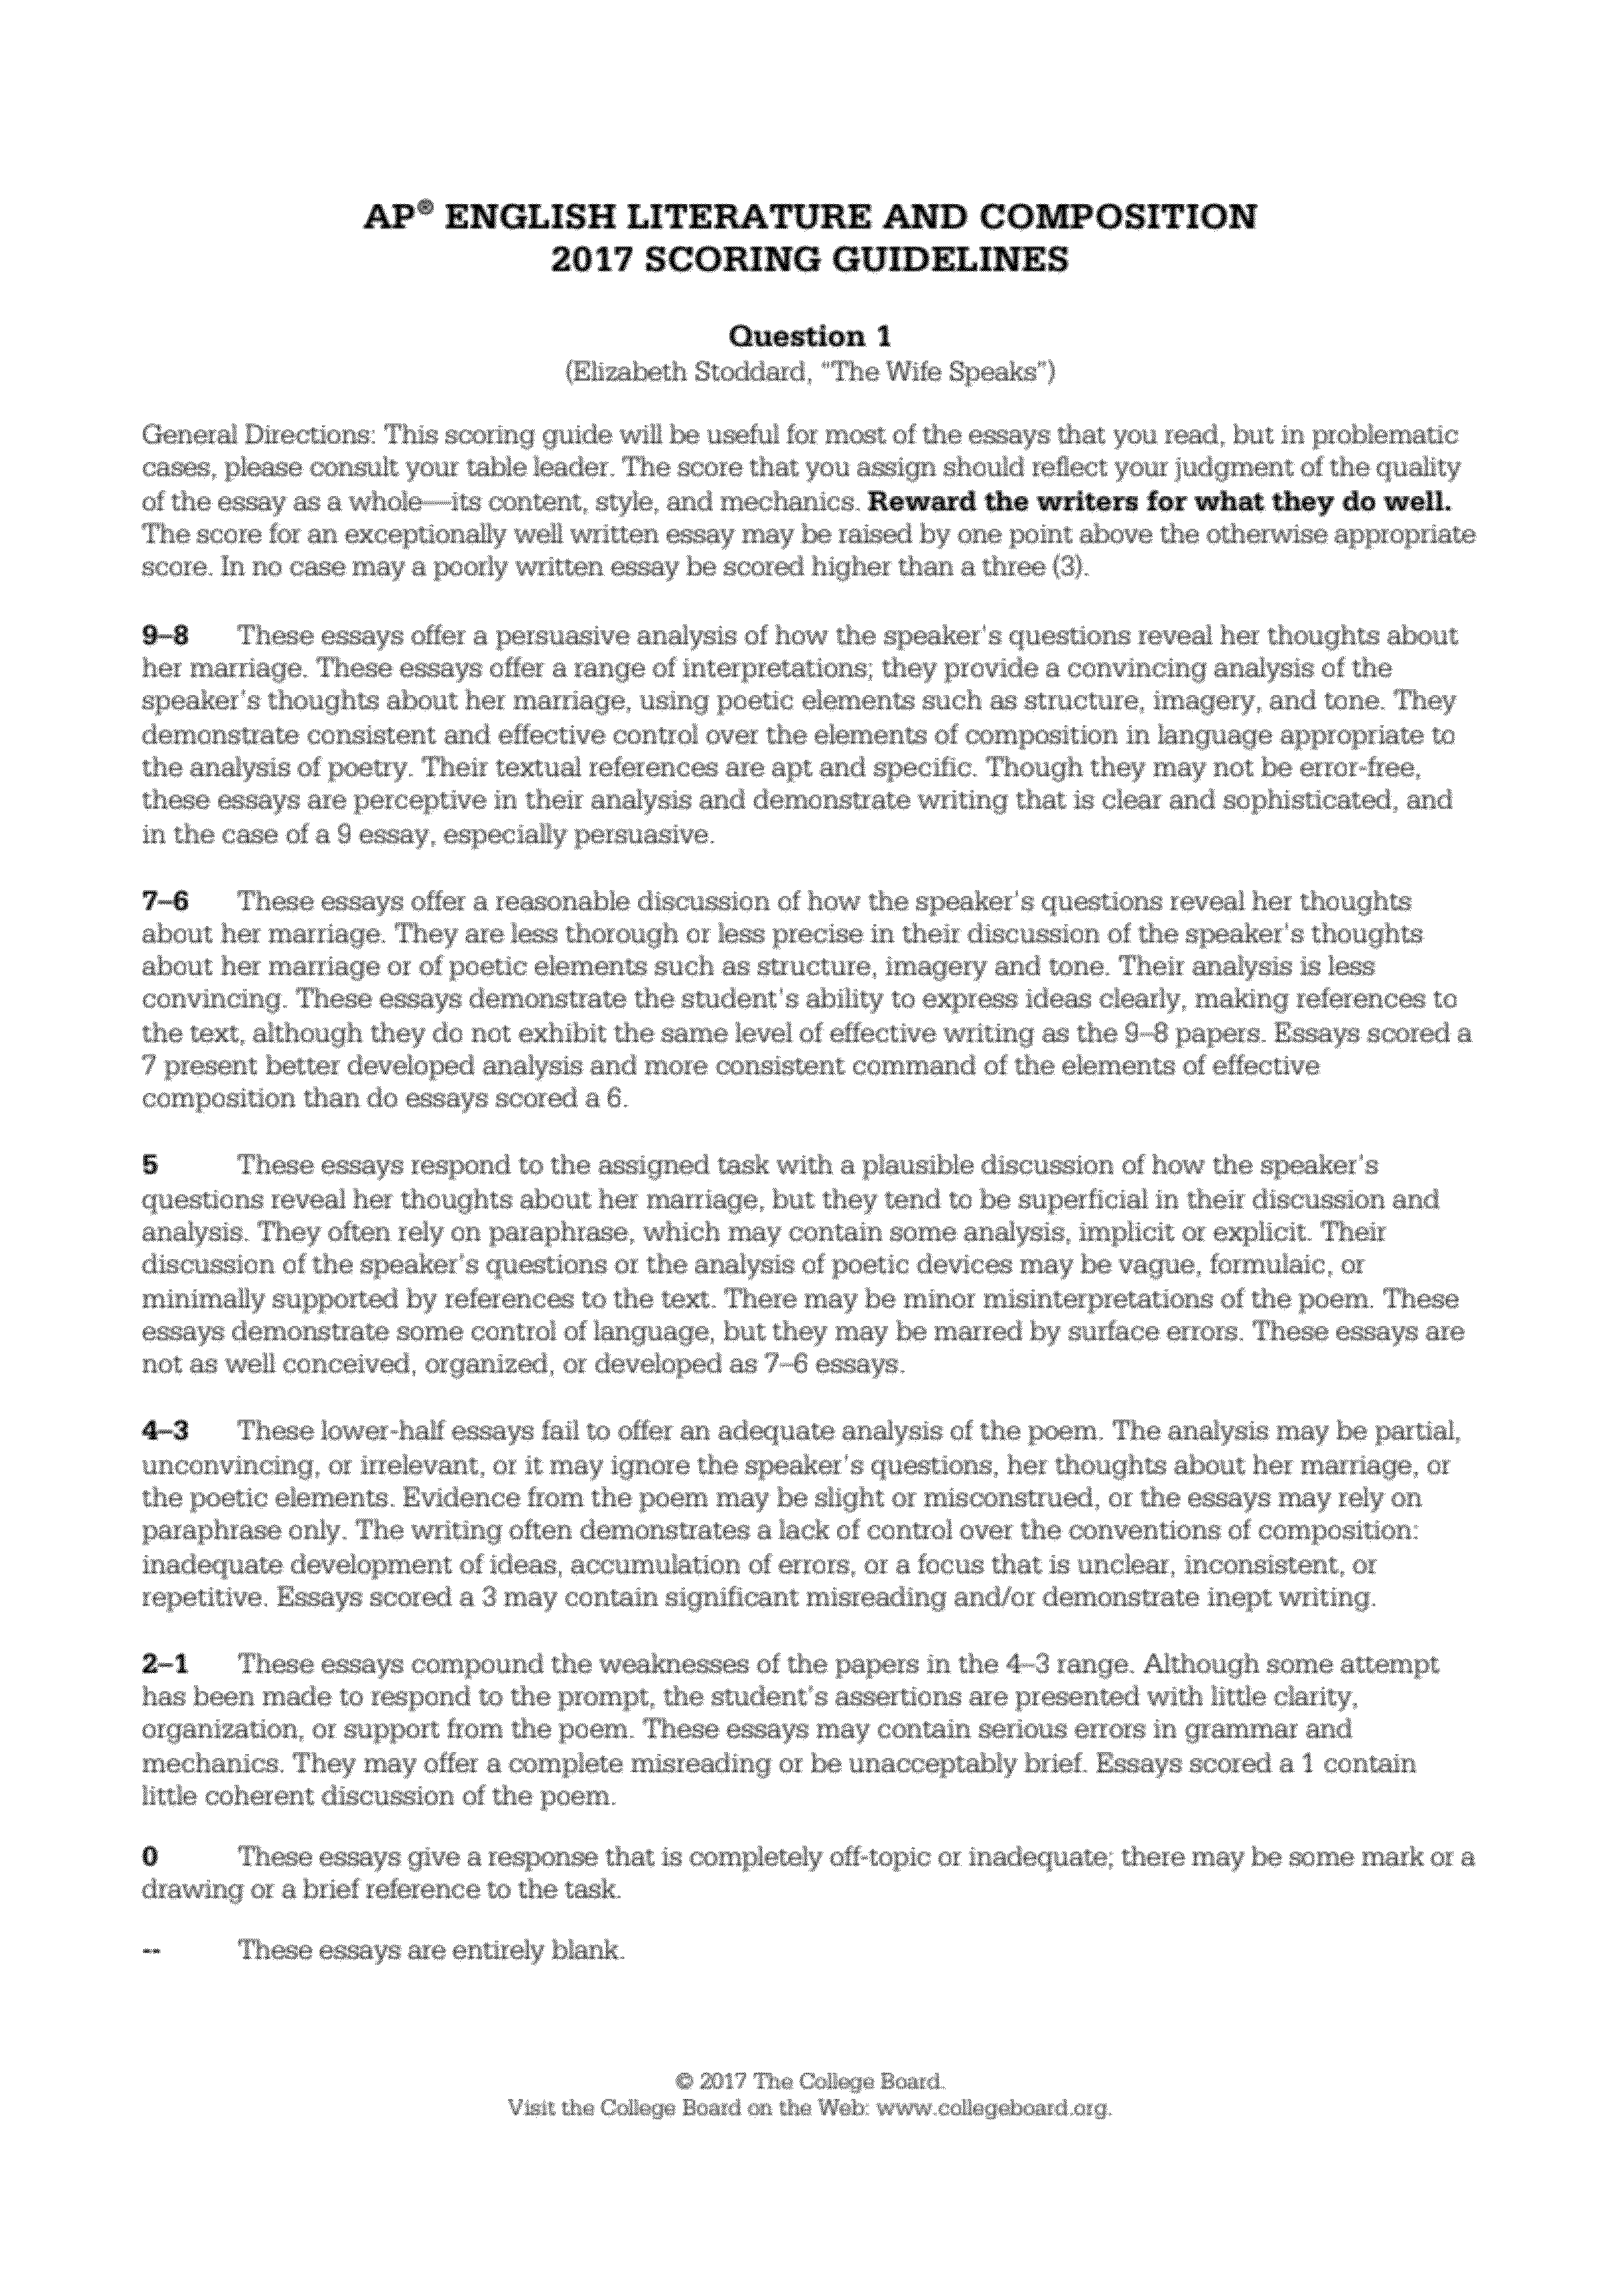 AP® ENGLISH LITERATURE AND COMPOSITION
2017 SCORING GUIDELINES
Question 1
(Elizabeth Stoddard, “The Wife Speaks”)
General Directions: This scoring guide will be useful for most of the essays that you read, but in problematic
cases, please consult your table leader. The score that you assign should reflect your judgment of the quality
of the essay as a whole—its content, style, and mechanics. Reward the writers for what they do well.
The score for an exceptionally well written essay may be raised by one point above the otherwise appropriate
score. In no case may a poorly written essay be scored higher than a three (3).
9–8 These essays offer a persuasive analysis of how the speaker's questions reveal her thoughts about
her marriage. These essays offer a range of interpretations; they provide a convincing analysis of the
speaker's thoughts about her marriage, using poetic elements such as structure, imagery, and tone. They
demonstrate consistent and effective control over the elements of composition in language appropriate to
the analysis of poetry. Their textual references are apt and specific. Though they may not be error-free,
these essays are perceptive in their analysis and demonstrate writing that is clear and sophisticated, and
in the case of a 9 essay, especially persuasive.
7–6 These essays offer a reasonable discussion of how the speaker's questions reveal her thoughts
about her marriage. They are less thorough or less precise in their discussion of the speaker's thoughts
about her marriage or of poetic elements such as structure, imagery and tone. Their analysis is less
convincing. These essays demonstrate the student's ability to express ideas clearly, making references to
the text, although they do not exhibit the same level of effective writing as the 9–8 papers. Essays scored a
7 present better developed analysis and more consistent command of the elements of effective
composition than do essays scored a 6.
5 These essays respond to the assigned task with a plausible discussion of how the speaker's
questions reveal her thoughts about her marriage, but they tend to be superficial in their discussion and
analysis. They often rely on paraphrase, which may contain some analysis, implicit or explicit. Their
discussion of the speaker's questions or the analysis of poetic devices may be vague, formulaic, or
minimally supported by references to the text. There may be minor misinterpretations of the poem. These
essays demonstrate some control of language, but they may be marred by surface errors. These essays are
not as well conceived, organized, or developed as 7–6 essays.
4–3 These lower-half essays fail to offer an adequate analysis of the poem. The analysis may be partial,
unconvincing, or irrelevant, or it may ignore the speaker's questions, her thoughts about her marriage, or
the poetic elements. Evidence from the poem may be slight or misconstrued, or the essays may rely on
paraphrase only. The writing often demonstrates a lack of control over the conventions of composition:
inadequate development of ideas, accumulation of errors, or a focus that is unclear, inconsistent, or
repetitive. Essays scored a 3 may contain significant misreading and/or demonstrate inept writing.
2–1 These essays compound the weaknesses of the papers in the 4–3 range. Although some attempt
has been made to respond to the prompt, the student's assertions are presented with little clarity,
organization, or support from the poem. These essays may contain serious errors in grammar and
mechanics. They may offer a complete misreading or be unacceptably brief. Essays scored a 1 contain
little coherent discussion of the poem.
0 These essays give a response that is completely off-topic or inadequate; there may be some mark or a
drawing or a brief reference to the task.
-- These essays are entirely blank.
© 2017 The College Board.
Visit the College Board on the Web: www.collegeboard.org.